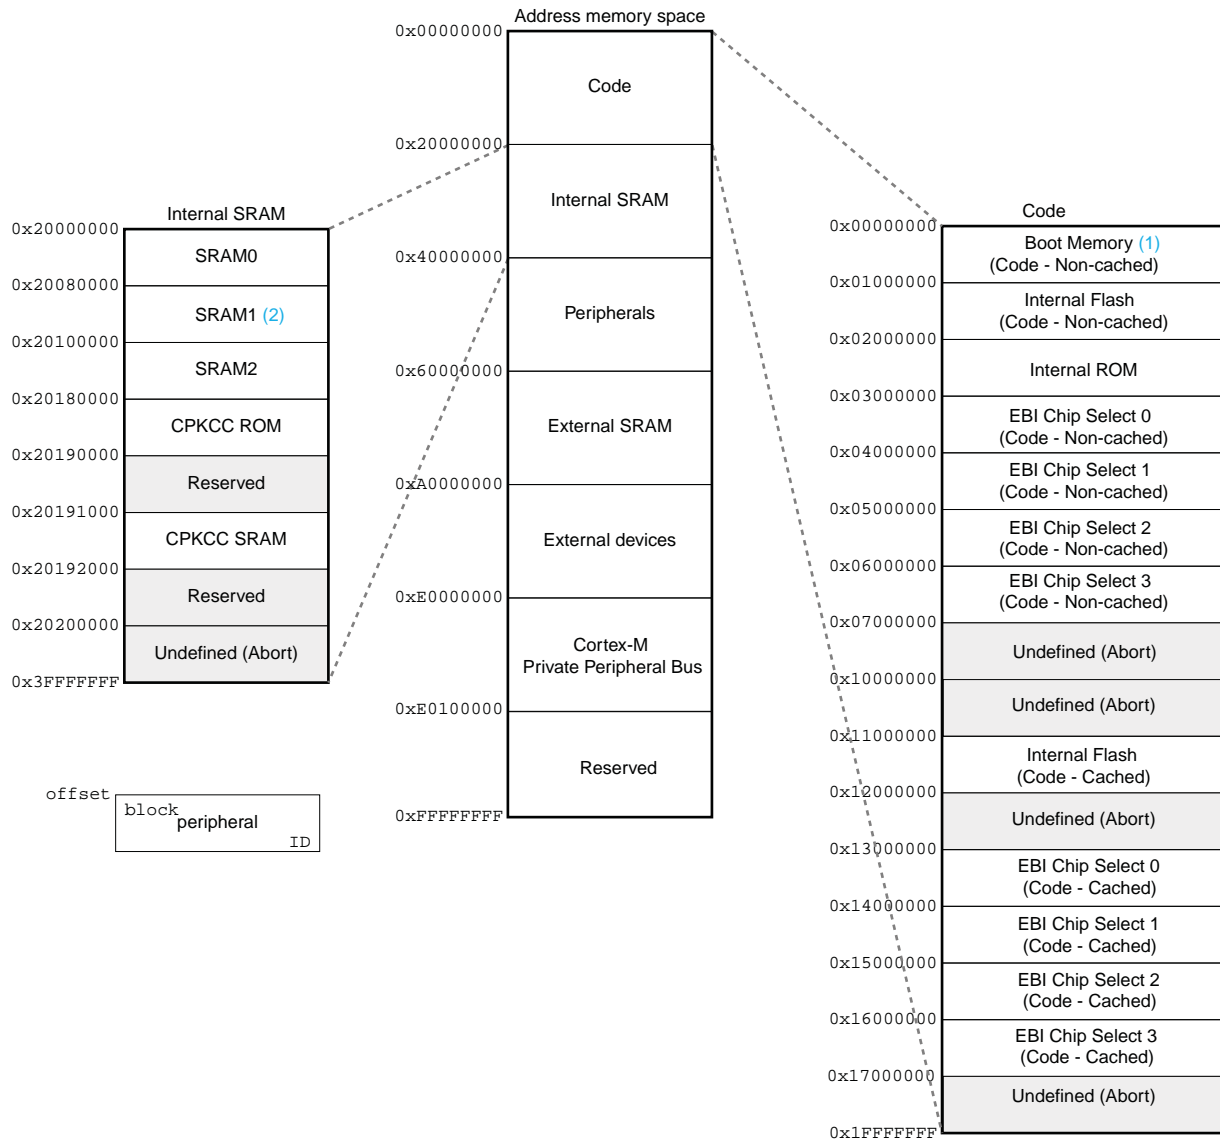 Address memory space
0x00000000
Code
0x20000000
Internal SRAM
0x40000000
Peripherals
0x60000000
External SRAM
0xA0000000
External devices
0xE0000000
Cortex-M
Private Peripheral Bus
0xE0100000
Reserved
0xFFFFFFFF
Internal SRAM
0x20000000
SRAM0
0x20080000
SRAM1 (2)
0x20100000
SRAM2
0x20180000
CPKCC ROM
0x20190000
Reserved
0x20191000
CPKCC SRAM
0x20192000
Reserved
0x20200000
Undefined (Abort)
0x3FFFFFFF
offset
block
peripheral
ID
Code
0x00000000
Boot Memory (1)
(Code - Non-cached)
0x01000000
Internal Flash
(Code - Non-cached)
0x02000000
Internal ROM
0x03000000
EBI Chip Select 0
(Code - Non-cached)
0x04000000
EBI Chip Select 1
(Code - Non-cached)
0x05000000
EBI Chip Select 2
(Code - Non-cached)
0x06000000
EBI Chip Select 3
(Code - Non-cached)
0x07000000
Undefined (Abort)
0x10000000
Undefined (Abort)
0x11000000
Internal Flash
(Code - Cached)
0x12000000
Undefined (Abort)
0x13000000
EBI Chip Select 0
(Code - Cached)
0x14000000
EBI Chip Select 1
(Code - Cached)
0x15000000
EBI Chip Select 2
(Code - Cached)
0x16000000
EBI Chip Select 3
(Code - Cached)
0x17000000
Undefined (Abort)
0x1FFFFFFF